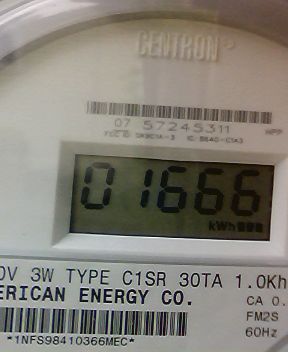 CENTRON®
07 57245311
HPP
01666
kWh
0V 3W TYPE C1SR 30TA 1.0Kh
ERICAN ENERGY CO.
CA 0.
FM2S
60Hz
*1NFS98410366MEC*